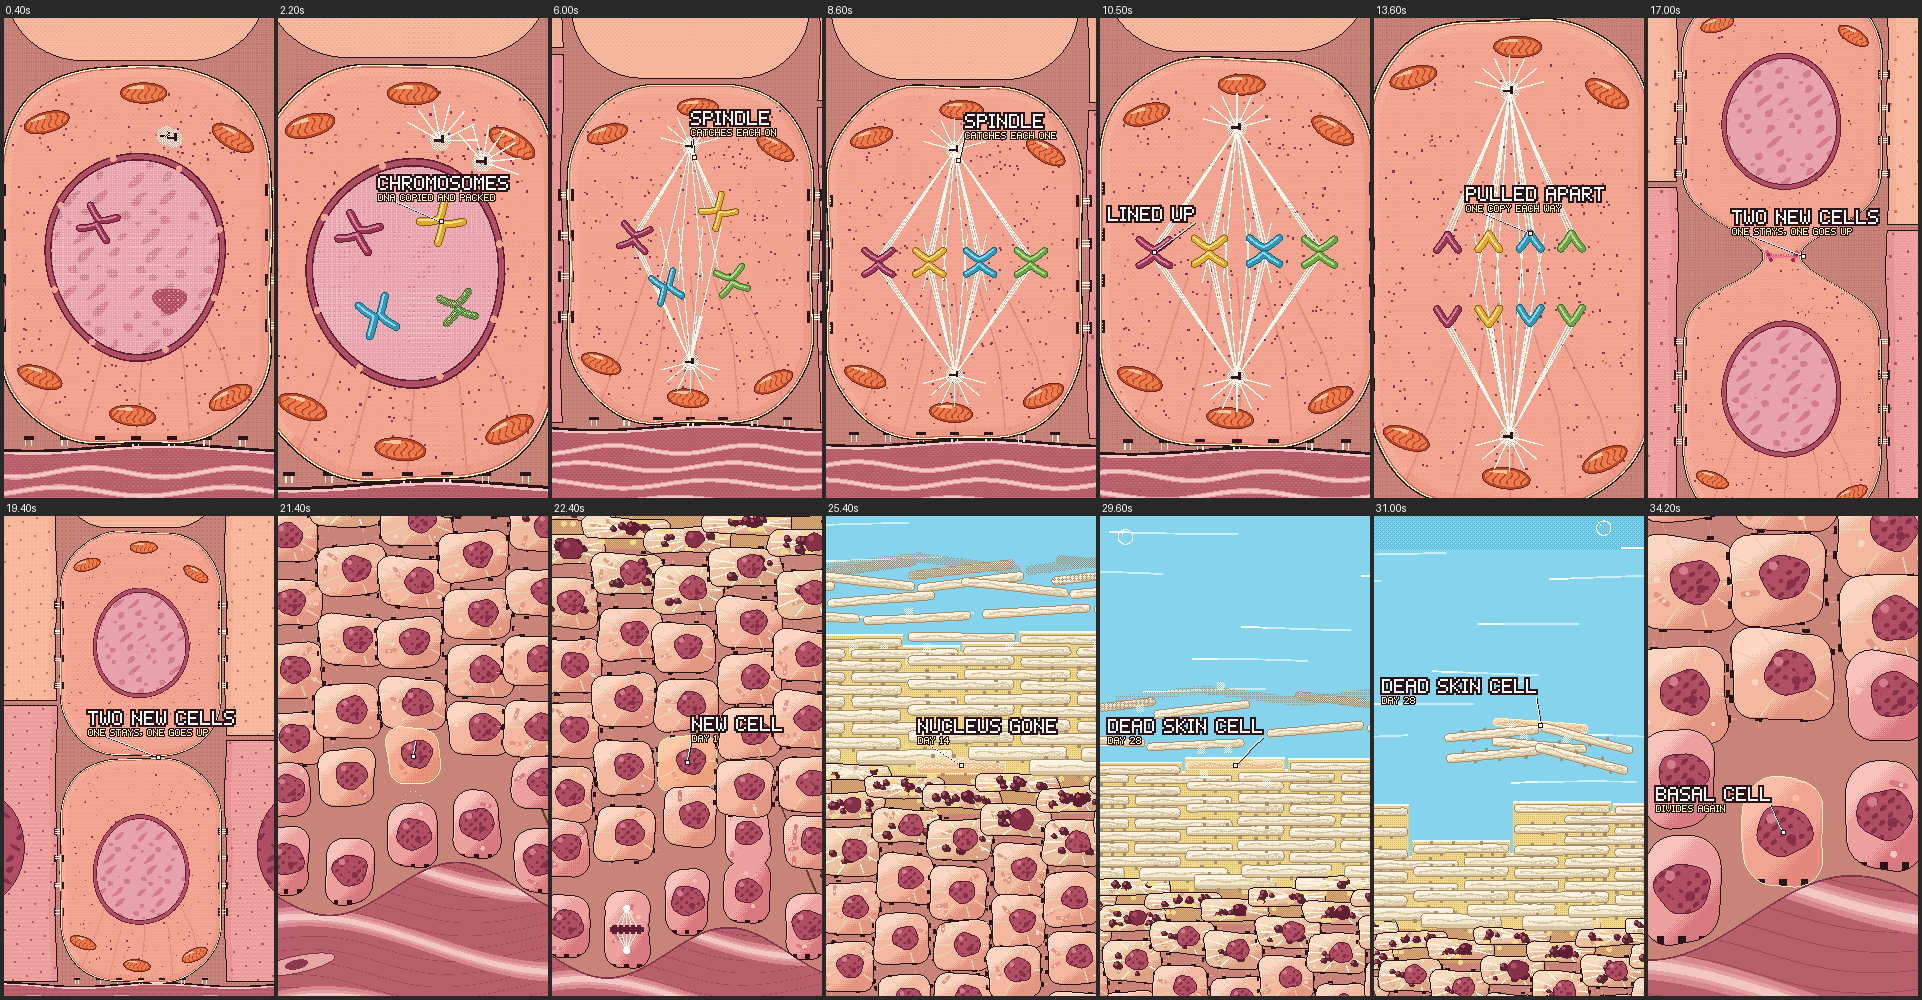 0.40s
2.20s
6.00s
8.60s
10.50s
13.60s
17.00s
CHROMOSOMES
DNA COPIED AND PACKED
SPINDLE
CATCHES EACH ON
SPINDLE
CATCHES EACH ONE
LINED UP
PULLED APART
ONE COPY EACH WAY
TWO NEW CELLS
ONE STAYS, ONE GOES UP
19.40s
21.40s
22.40s
25.40s
29.60s
31.00s
34.20s
TWO NEW CELLS
ONE STAYS, ONE GOES UP
NEW CELL
DAY 1
NUCLEUS GONE
DAY 14
DEAD SKIN CELL
DAY 28
DEAD SKIN CELL
DAY 28
BASAL CELL
DIVIDES AGAIN